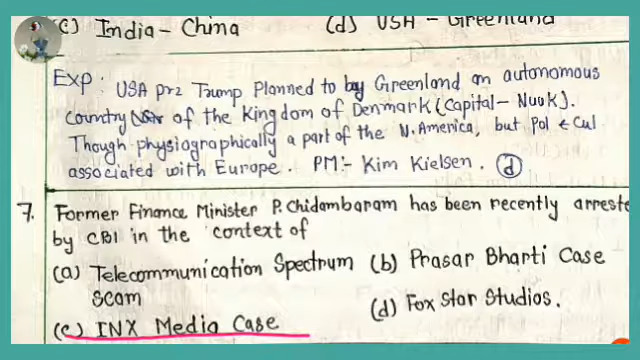 (c) India - China (d) USA - Greenland
Exp: USA prz Trump Planned to by Greenland an autonomous
Country of the Kingdom of Denmark (Capital - Nuuk).
Though physiographically a part of the N. America, but Pol & Cul
associated with Europe. PM:- Kim Kielsen. (d)
7. Former Finance Minister P. Chidambaram has been recently arreste
by CBI in the context of
(a) Telecommunication Spectrum (b) Prasar Bharti Case
Scam
(d) Fox Star Studios.
(c) INX Media Case